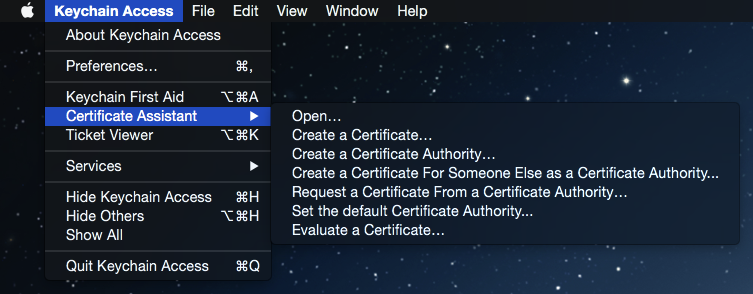 Keychain Access File Edit View Window Help
About Keychain Access
Preferences... ⌘,
Keychain First Aid ⌥⌘A
Certificate Assistant ▶
Ticket Viewer ⌥⌘K
Services ▶
Hide Keychain Access ⌘H
Hide Others ⌥⌘H
Show All
Quit Keychain Access ⌘Q
Open...
Create a Certificate...
Create a Certificate Authority...
Create a Certificate For Someone Else as a Certificate Authority...
Request a Certificate From a Certificate Authority...
Set the default Certificate Authority...
Evaluate a Certificate...